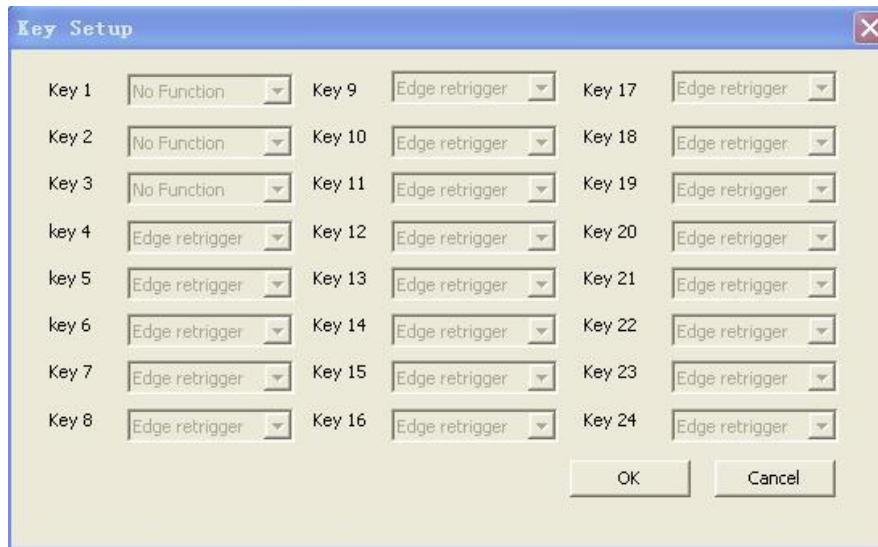 Key Setup
Key 1 No Function Key 9 Edge retrigger Key 17 Edge retrigger
Key 2 No Function Key 10 Edge retrigger Key 18 Edge retrigger
Key 3 No Function Key 11 Edge retrigger Key 19 Edge retrigger
key 4 Edge retrigger Key 12 Edge retrigger Key 20 Edge retrigger
key 5 Edge retrigger Key 13 Edge retrigger Key 21 Edge retrigger
key 6 Edge retrigger Key 14 Edge retrigger Key 22 Edge retrigger
Key 7 Edge retrigger Key 15 Edge retrigger Key 23 Edge retrigger
Key 8 Edge retrigger Key 16 Edge retrigger Key 24 Edge retrigger
OK Cancel